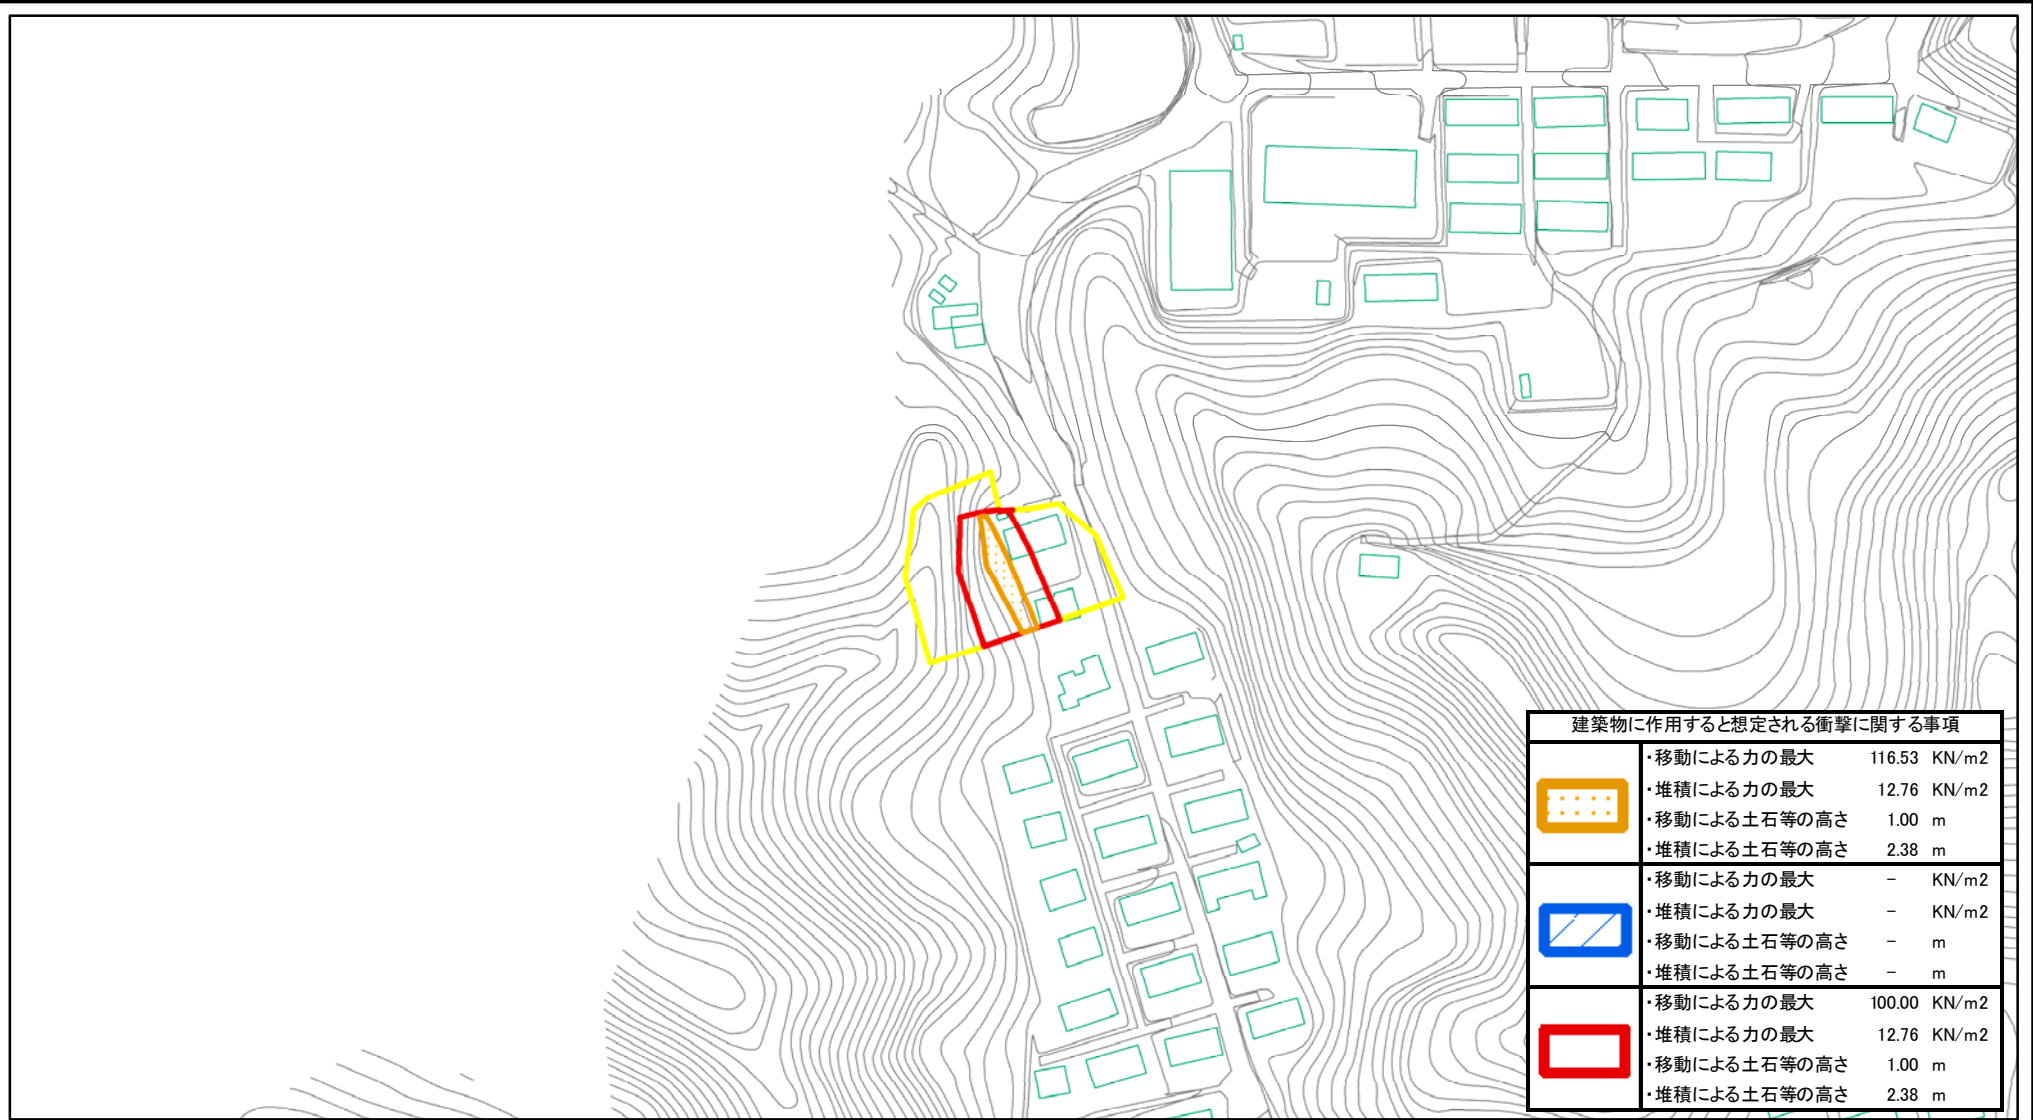 建築物に作用すると想定される衝撃に関する事項
・移動による力の最大 116.53 KN/m2
・堆積による力の最大 12.76 KN/m2
・移動による土石等の高さ 1.00 m
・堆積による土石等の高さ 2.38 m
・移動による力の最大 − KN/m2
・堆積による力の最大 − KN/m2
・移動による土石等の高さ − m
・堆積による土石等の高さ − m
・移動による力の最大 100.00 KN/m2
・堆積による力の最大 12.76 KN/m2
・移動による土石等の高さ 1.00 m
・堆積による土石等の高さ 2.38 m